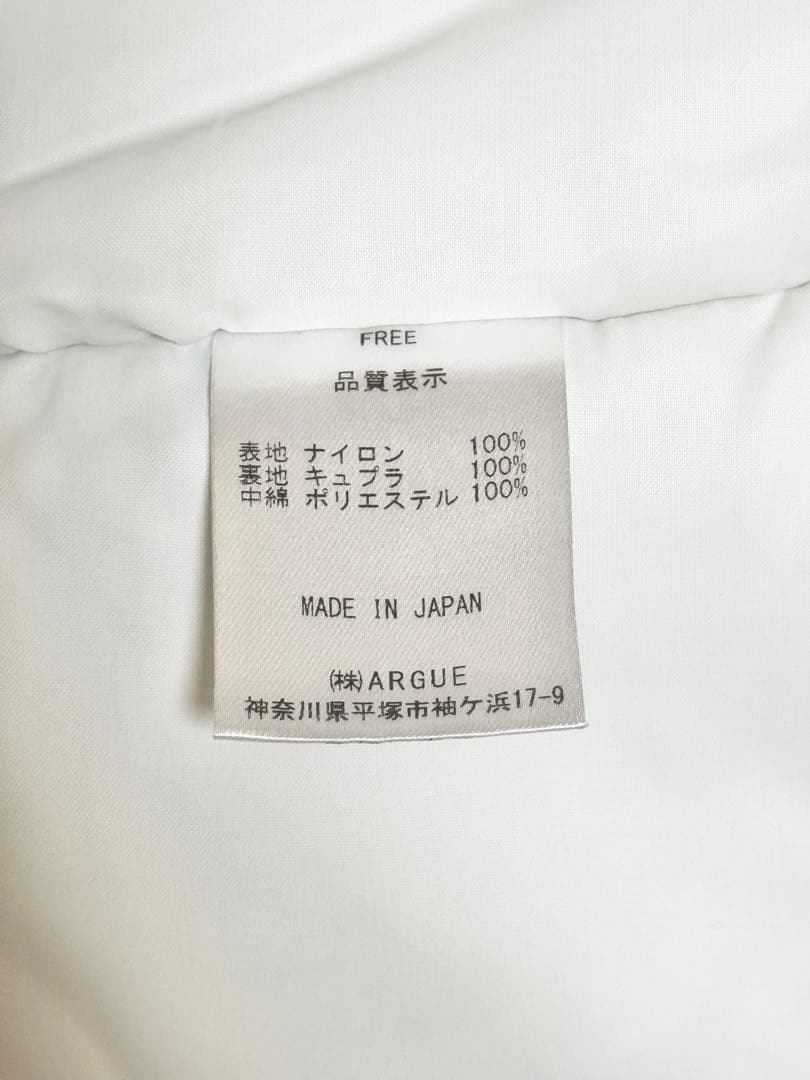 FREE
品質表示
表地 ナイロン 100%
裏地 キュプラ 100%
中綿 ポリエステル 100%
MADE IN JAPAN
㈱ARGUE
神奈川県平塚市袖ケ浜17-9